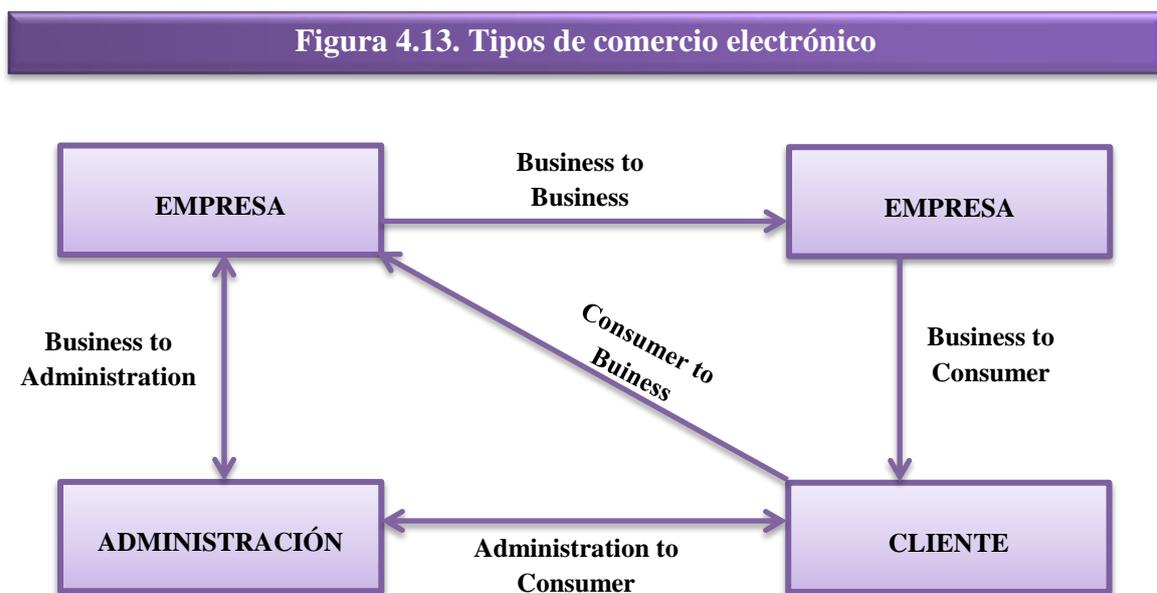 Figura 4.13. Tipos de comercio electrónico
Business to
Business
EMPRESA
EMPRESA
Consumer to
Buiness
Business to
Administration
Business to
Consumer
ADMINISTRACIÓN
Administration to
Consumer
CLIENTE